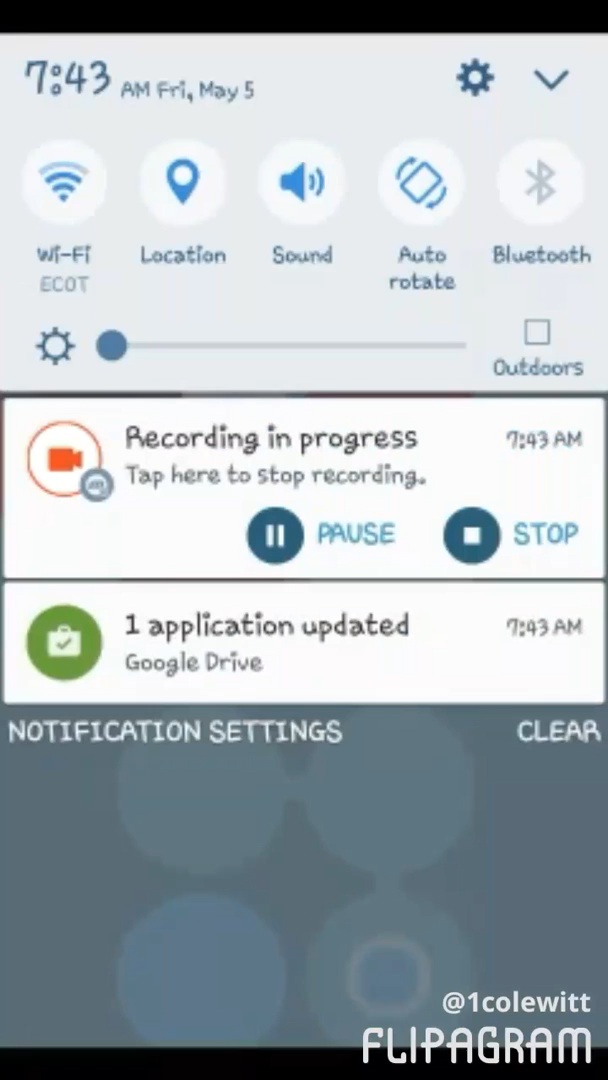 7:43 AM Fri, May 5
Wi-Fi Location Sound Auto rotate Bluetooth
ECOT
Outdoors
Recording in progress 7:43 AM
Tap here to stop recording.
PAUSE STOP
1 application updated 7:43 AM
Google Drive
NOTIFICATION SETTINGS CLEAR
@1colewitt
FLIPAGRAM